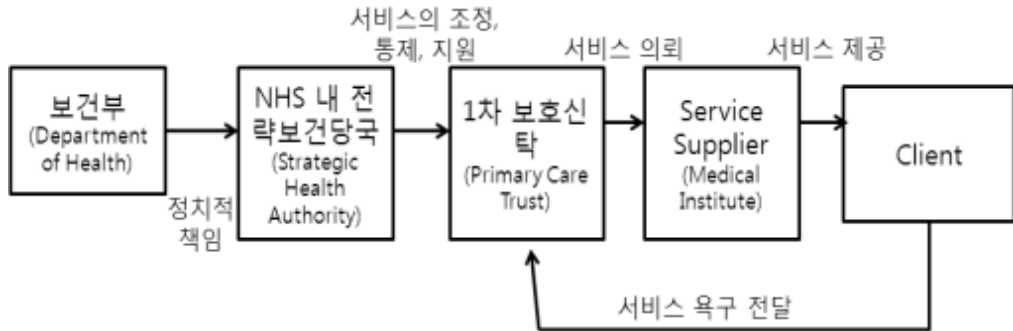 서비스의 조정,
통제, 지원
서비스 의뢰
서비스 제공
보건부
(Department
of Health)
정치적
책임
NHS 내 전
략보건당국
(Strategic
Health
Authority)
1차 보호신
탁
(Primary Care
Trust)
Service
Supplier
(Medical
Institute)
Client
서비스 욕구 전달